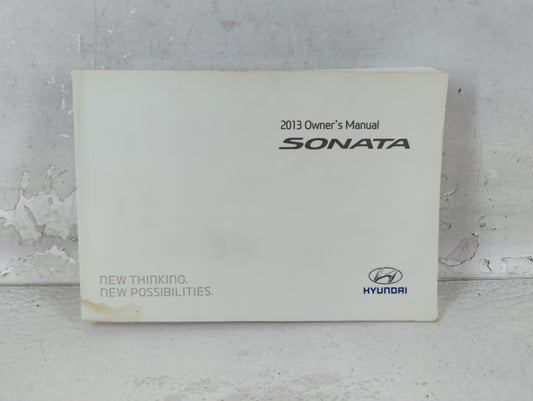 2013 Owner's Manual
SONATA
NEW THINKING.
NEW POSSIBILITIES.
HYUNDAI